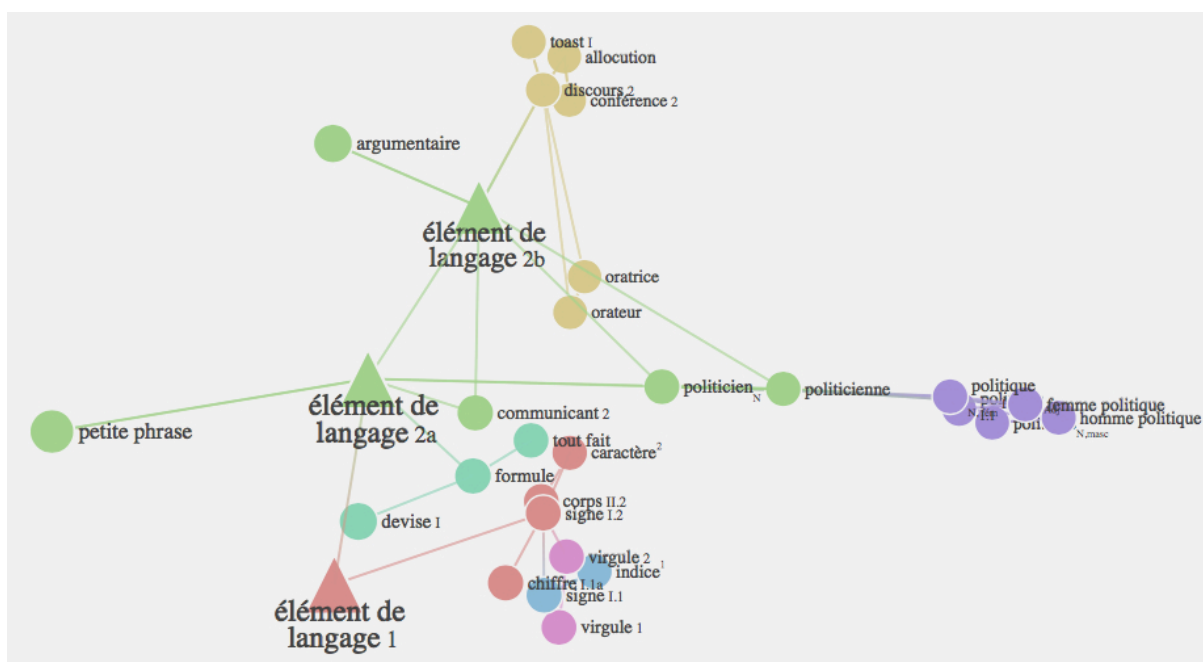 toast I
allocution
discours 2
conférence 2
argumentaire
élément de
langage 2b
oratrice
orateur
politicien N
politicienne
politique
femme politique
homme politique
N,masc
élément de
langage 2a
petite phrase
communicant 2
tout fait
caractère 2
formule
corps II.2
signe I.2
devise I
virgule 2
indice 1
chiffre I.1a
signe I.1
élément de
langage 1
virgule 1